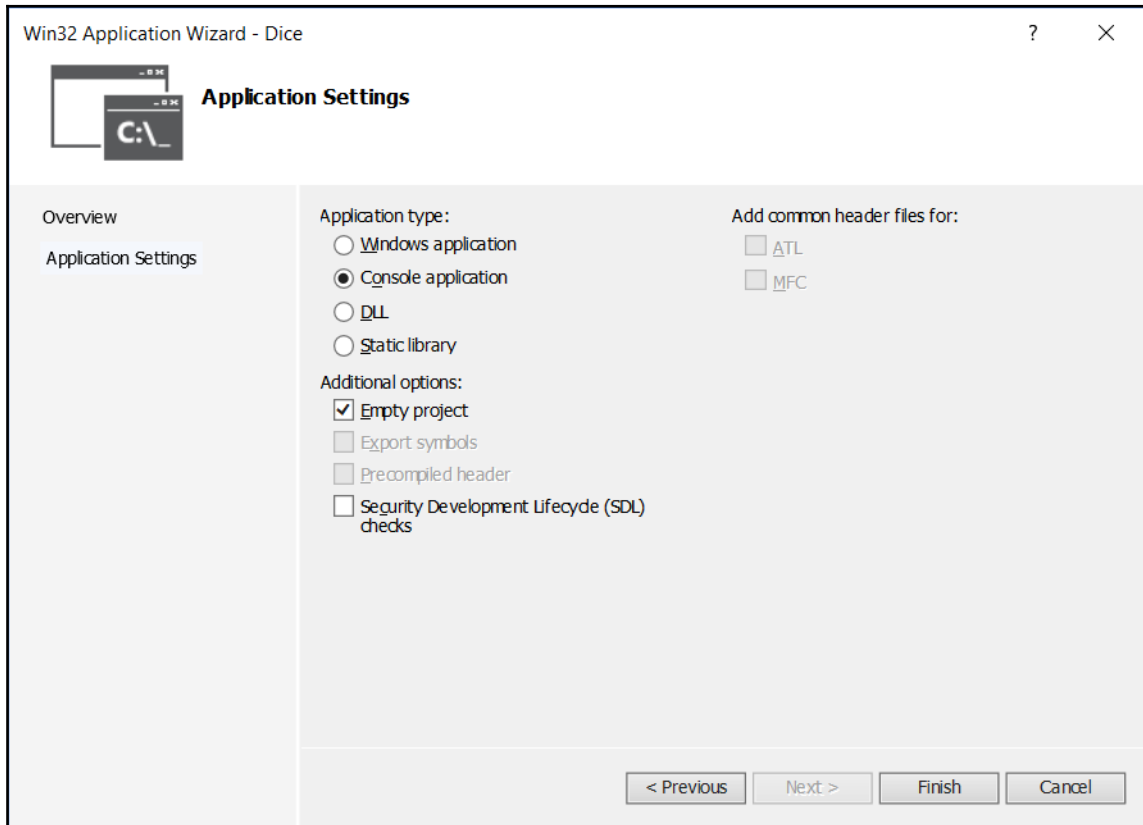 Win32 Application Wizard - Dice
?
C:\_
Application Settings
Overview
Application Settings
Application type:
Windows application
Console application
DLL
Static library
Additional options:
Empty project
Export symbols
Precompiled header
Security Development Lifecycle (SDL)
checks
Add common header files for:
ATL
MFC
< Previous
Next >
Finish
Cancel